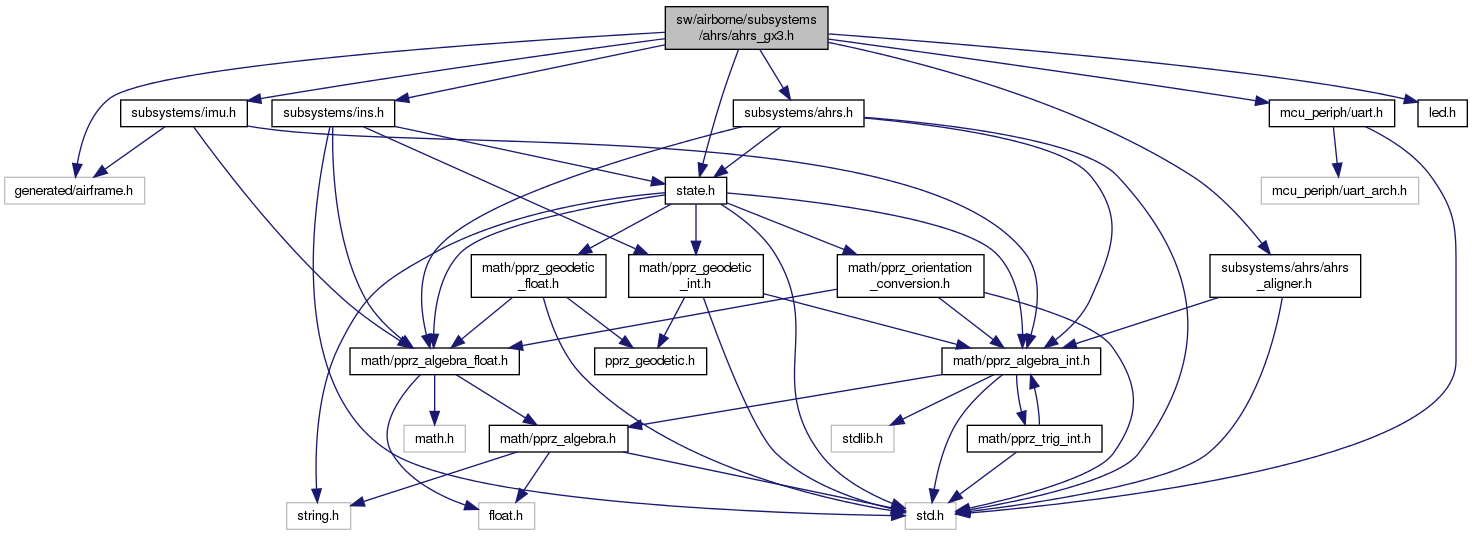 sw/airborne/subsystems
/ahrs/ahrs_gx3.h
subsystems/imu.h
subsystems/ins.h
subsystems/ahrs.h
mcu_periph/uart.h
led.h
generated/airframe.h
state.h
mcu_periph/uart_arch.h
math/pprz_geodetic
_float.h
math/pprz_geodetic
_int.h
math/pprz_orientation
_conversion.h
subsystems/ahrs/ahrs
_aligner.h
math/pprz_algebra_float.h
pprz_geodetic.h
math/pprz_algebra_int.h
math.h
math/pprz_algebra.h
stdlib.h
math/pprz_trig_int.h
string.h
float.h
std.h